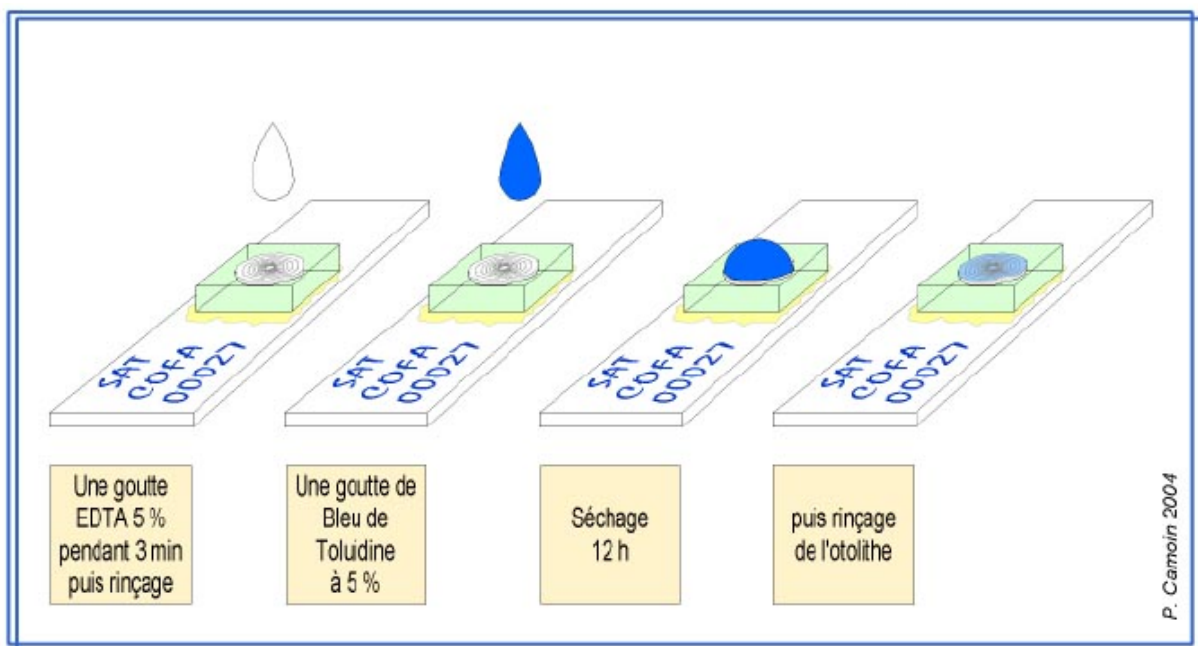 SAT
COFA
00027
SAT
COFA
00027
SAT
COFA
00027
SAT
COFA
00027
Une goutte
EDTA 5 %
pendant 3 min
puis rinçage
Une goutte de
Bleu de
Toluidine
à 5 %
Séchage
12 h
puis rinçage
de l'otolithe
P. Camoin 2004